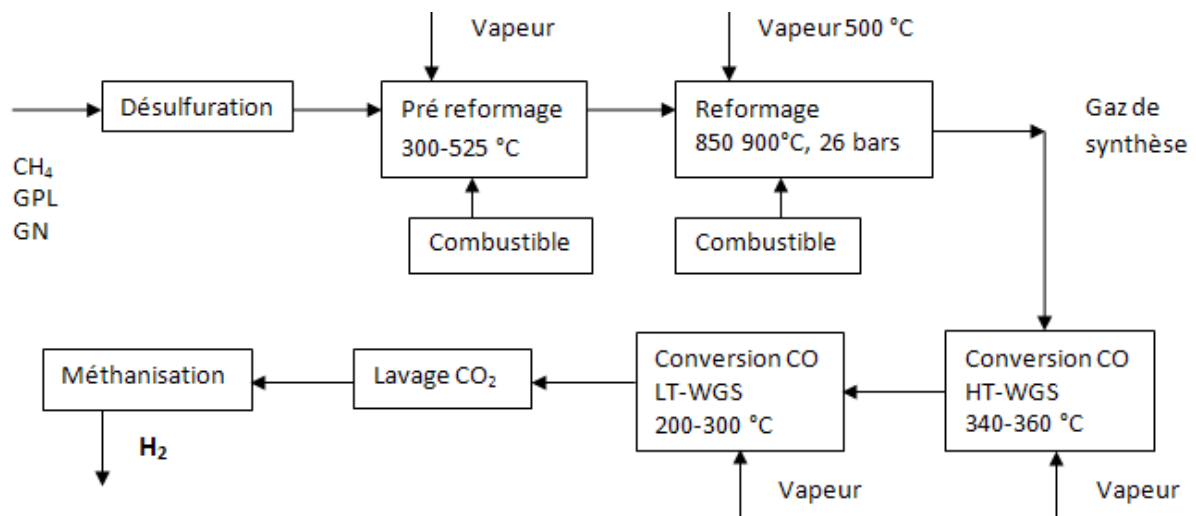 Vapeur
Vapeur 500 °C
Désulfuration
Pré reformage
300-525 °C
Reformage
850 900°C, 26 bars
Gaz de
synthèse
CH₄
GPL
GN
Combustible
Combustible
Méthanisation
Lavage CO₂
Conversion CO
LT-WGS
200-300 °C
Conversion CO
HT-WGS
340-360 °C
H₂
Vapeur
Vapeur